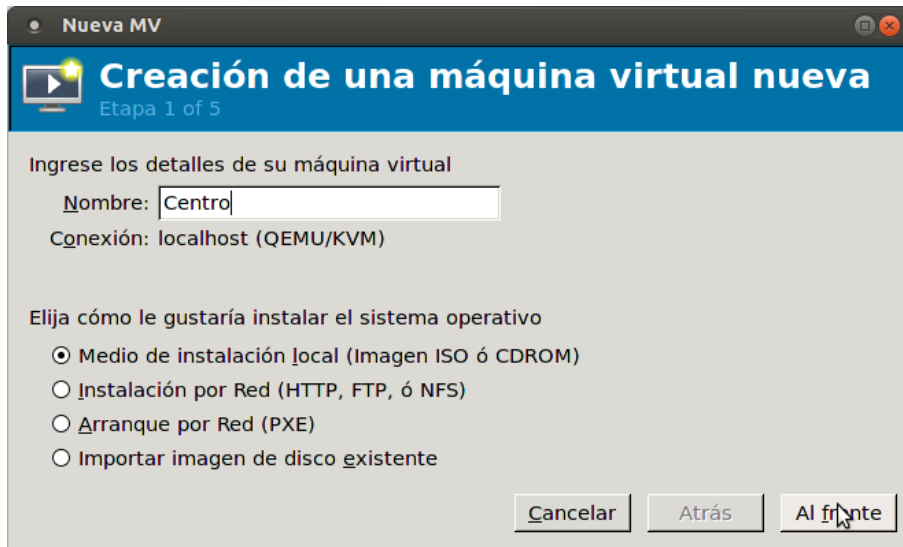 Nueva MV
Creación de una máquina virtual nueva
Etapa 1 of 5
Ingrese los detalles de su máquina virtual
Nombre: Centro
Conexión: localhost (QEMU/KVM)
Elija cómo le gustaría instalar el sistema operativo
Medio de instalación local (Imagen ISO ó CDROM)
Instalación por Red (HTTP, FTP, ó NFS)
Arranque por Red (PXE)
Importar imagen de disco existente
Cancelar Atrás Al frente